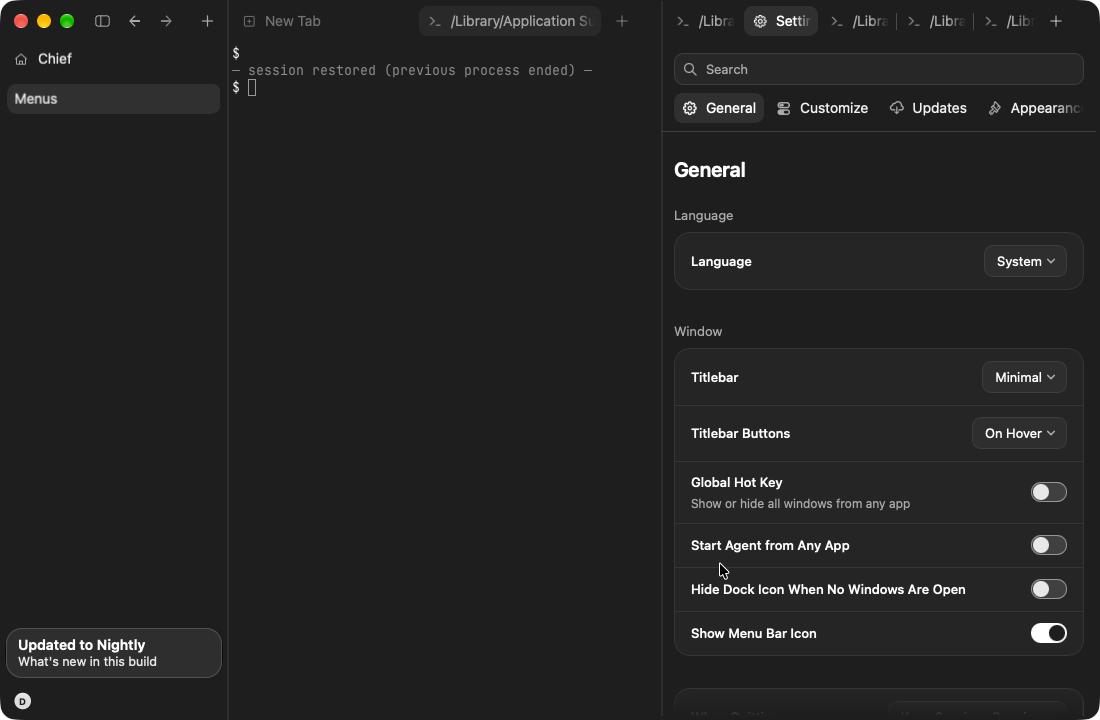 New Tab
/Library/Application Su
/Libra
Settin
/Libra
/Libra
/Libr
Chief
Menus
$
— session restored (previous process ended) —
$
Search
General
Customize
Updates
Appearanc
General
Language
Language
System
Window
Titlebar
Minimal
Titlebar Buttons
On Hover
Global Hot Key
Show or hide all windows from any app
Start Agent from Any App
Hide Dock Icon When No Windows Are Open
Show Menu Bar Icon
Updated to Nightly
What's new in this build
D